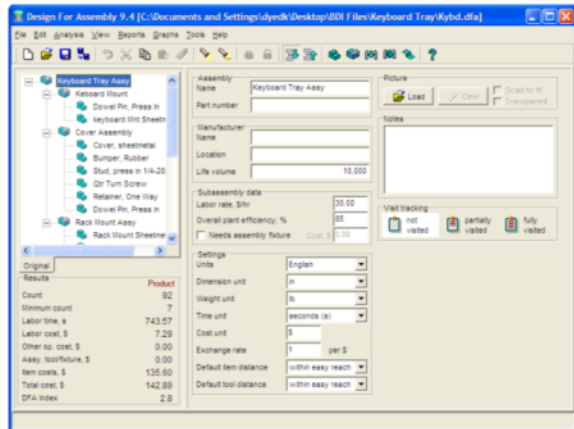 Design For Assembly 9.4 [C:\Documents and Settings\dyedk\Desktop\BDI Files\Keyboard Tray\Kybd.dfa]
File Edit Analysis View Reports Graphs Tools Help
Keyboard Tray Assy
Keboard Mount
Dowel Pin, Press In
keyboard Mnt Sheetm
Cover Assembly
Cover, sheetmetal
Bumper, Rubber
Stud, press in 1/4-20
Qtr Turn Screw
Retainer, One Way
Dowel Pin, Press In
Rack Mount Assembly
Rack Mount Sheetme
Original
Results
Product
Count 92
Minimum count 7
Labor time, s 743.57
Labor cost, $ 7.29
Other op. cost, $ 0.00
Assy. tool/fixture, $ 0.00
Item costs, $ 135.60
Total cost, $ 142.89
DFA Index 2.8
Assembly
Name Keyboard Tray Assy
Part number
Manufacturer
Name
Location
Life volume 10,000
Subassembly data
Labor rate, $/hr 30.00
Overall plant efficiency, % 85
Needs assembly fixture Cost, $ 0.00
Settings
Units English
Dimension unit in
Weight unit lb
Time unit seconds (s)
Cost unit $
Exchange rate 1 per $
Default item distance within easy reach
Default tool distance within easy reach
Picture
Load Clear Scale to fit
Transparent
Notes
Visit tracking
not visited partially visited fully visited